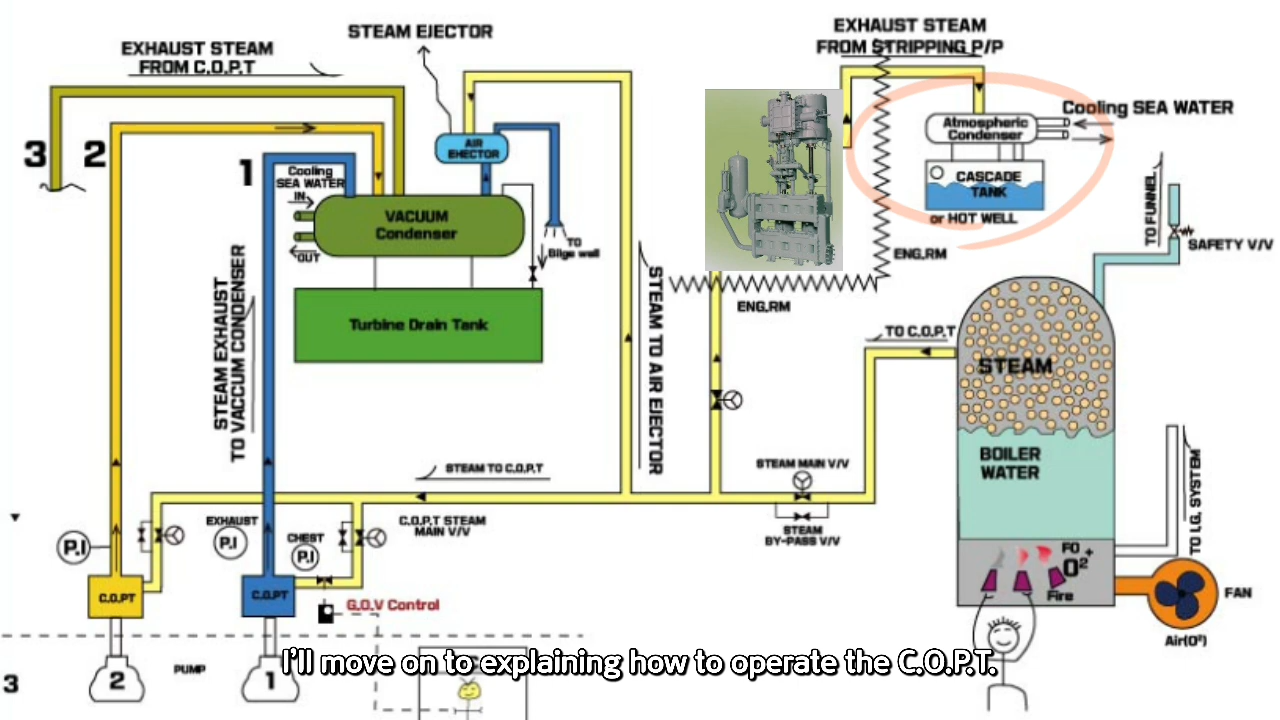 EXHAUST STEAM
FROM C.O.P.T
STEAM EJECTOR
EXHAUST STEAM
FROM STRIPPING P/P
3
2
1
Cooling
SEA WATER
IN
OUT
AIR
EHECTOR
VACUUM
Condenser
TO
Bilge well
Turbine Drain Tank
STEAM EXHAUST
TO VACCUM CONDENSER
STEAM TO AIR EJECTOR
Atmospheric
Condenser
Cooling SEA WATER
CASCADE
TANK
or HOT WELL
ENG.RM
ENG.RM
TO FUNNEL
SAFETY V/V
TO C.O.P.T
STEAM
BOILER
WATER
STEAM TO C.O.P.T
STEAM MAIN V/V
STEAM
BY-PASS V/V
C.O.P.T STEAM
MAIN V/V
EXHAUST
P.I
CHEST
P.I
P.I
C.O.PT
C.O.PT
G.O.V Control
TO I.G. SYSTEM
FO
O²+
Fire
FAN
Air(O²)
PUMP
3
2
1
I'll move on to explaining how to operate the C.O.P.T.